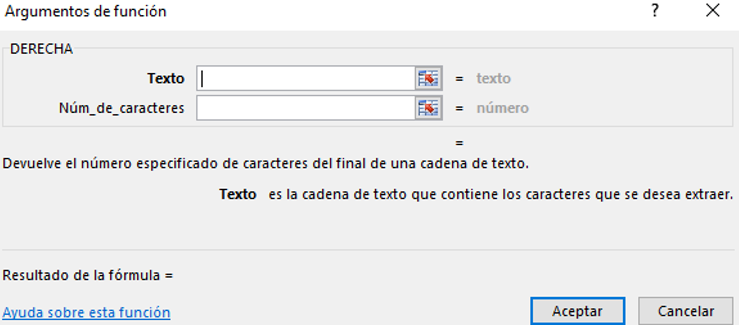 Argumentos de función ? ×
DERECHA
Texto = texto
Núm_de_caracteres = número
=
Devuelve el número especificado de caracteres del final de una cadena de texto.
Texto es la cadena de texto que contiene los caracteres que se desea extraer.
Resultado de la fórmula =
Ayuda sobre esta función Aceptar Cancelar